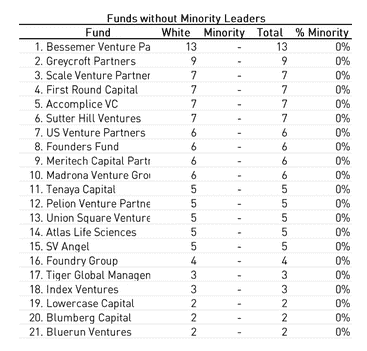 Funds without Minority Leaders
Fund White Minority Total % Minority
1. Bessemer Venture Pa 13 - 13 0%
2. Greycroft Partners 9 - 9 0%
3. Scale Venture Partner 7 - 7 0%
4. First Round Capital 7 - 7 0%
5. Accomplice VC 7 - 7 0%
6. Sutter Hill Ventures 7 - 7 0%
7. US Venture Partners 6 - 6 0%
8. Founders Fund 6 - 6 0%
9. Meritech Capital Partn 6 - 6 0%
10. Madrona Venture Grou 6 - 6 0%
11. Tenaya Capital 5 - 5 0%
12. Pelion Venture Partne 5 - 5 0%
13. Union Square Venture 5 - 5 0%
14. Atlas Life Sciences 5 - 5 0%
15. SV Angel 5 - 5 0%
16. Foundry Group 4 - 4 0%
17. Tiger Global Managen 3 - 3 0%
18. Index Ventures 3 - 3 0%
19. Lowercase Capital 2 - 2 0%
20. Blumberg Capital 2 - 2 0%
21. Bluerun Ventures 2 - 2 0%